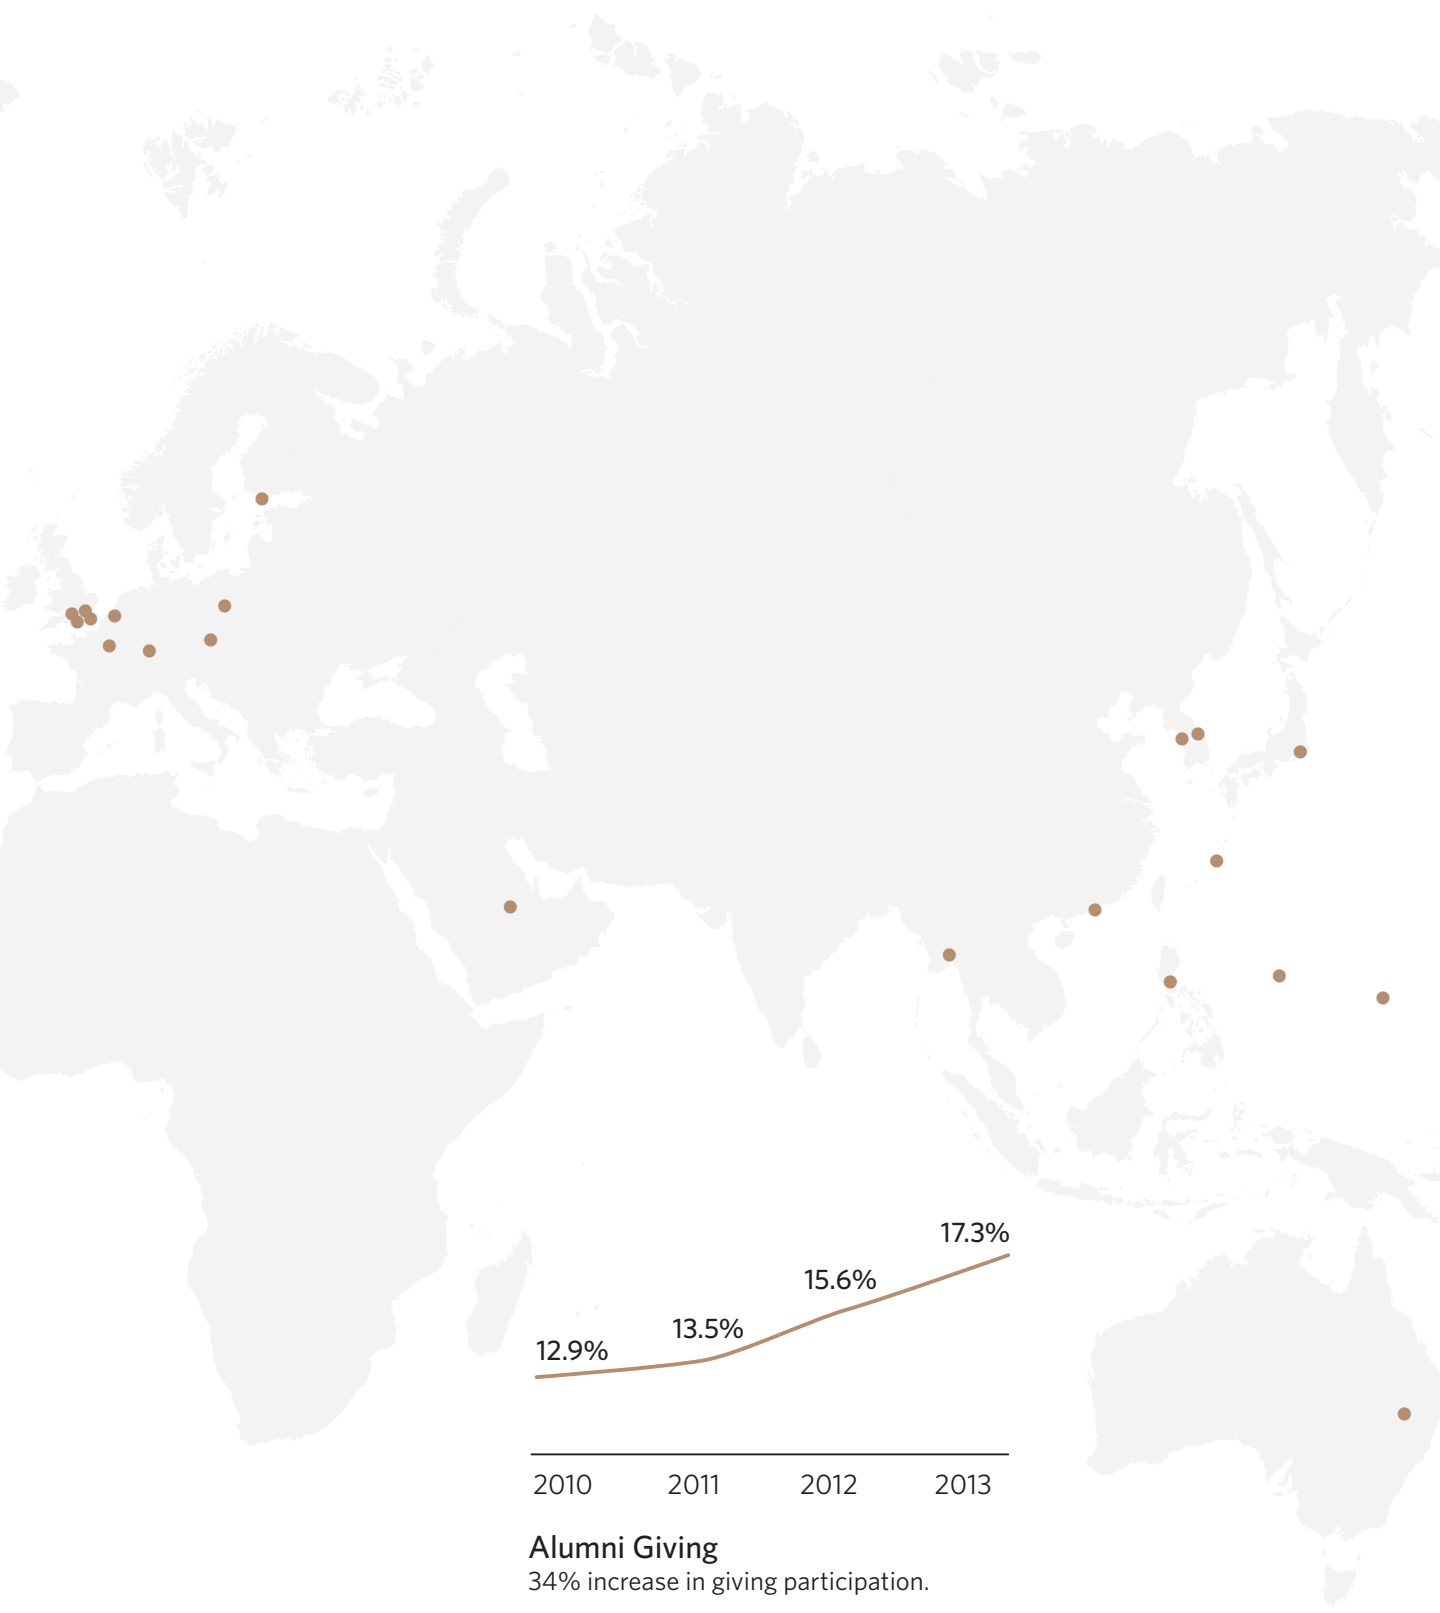 17.3%
15.6%
13.5%
12.9%
2010 2011 2012 2013
Alumni Giving
34% increase in giving participation.